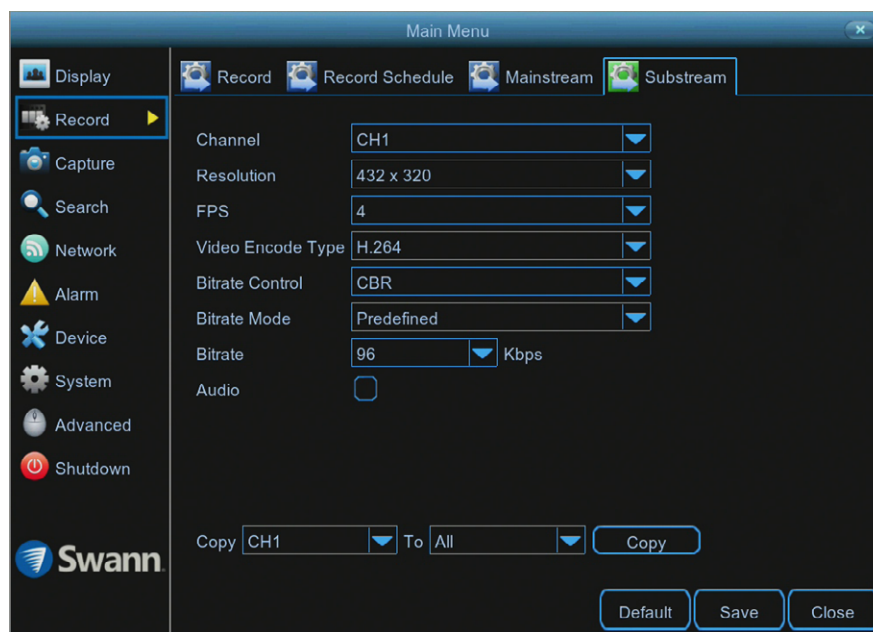 Main Menu
Display
Record
Capture
Search
Network
Alarm
Device
System
Advanced
Shutdown
Swann
Record Record Schedule Mainstream Substream
Channel CH1
Resolution 432 x 320
FPS 4
Video Encode Type H.264
Bitrate Control CBR
Bitrate Mode Predefined
Bitrate 96 Kbps
Audio
Copy CH1 To All Copy
Default Save Close